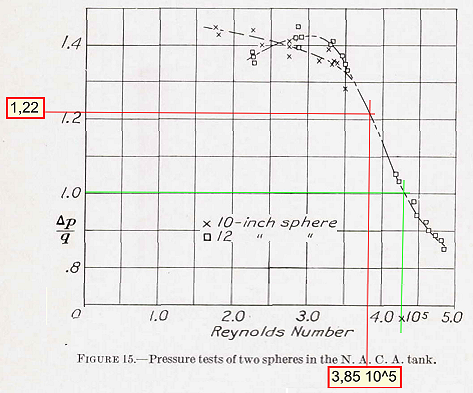 1.4
1,22
1.2
1.0
Δp/q
× 10-inch sphere
□ 12 " "
.8
0 1.0 2.0 3.0 4.0 ×10⁵ 5.0
Reynolds Number
FIGURE 15.—Pressure tests of two spheres in the N. A. C. A. tank.
3,85 10^5